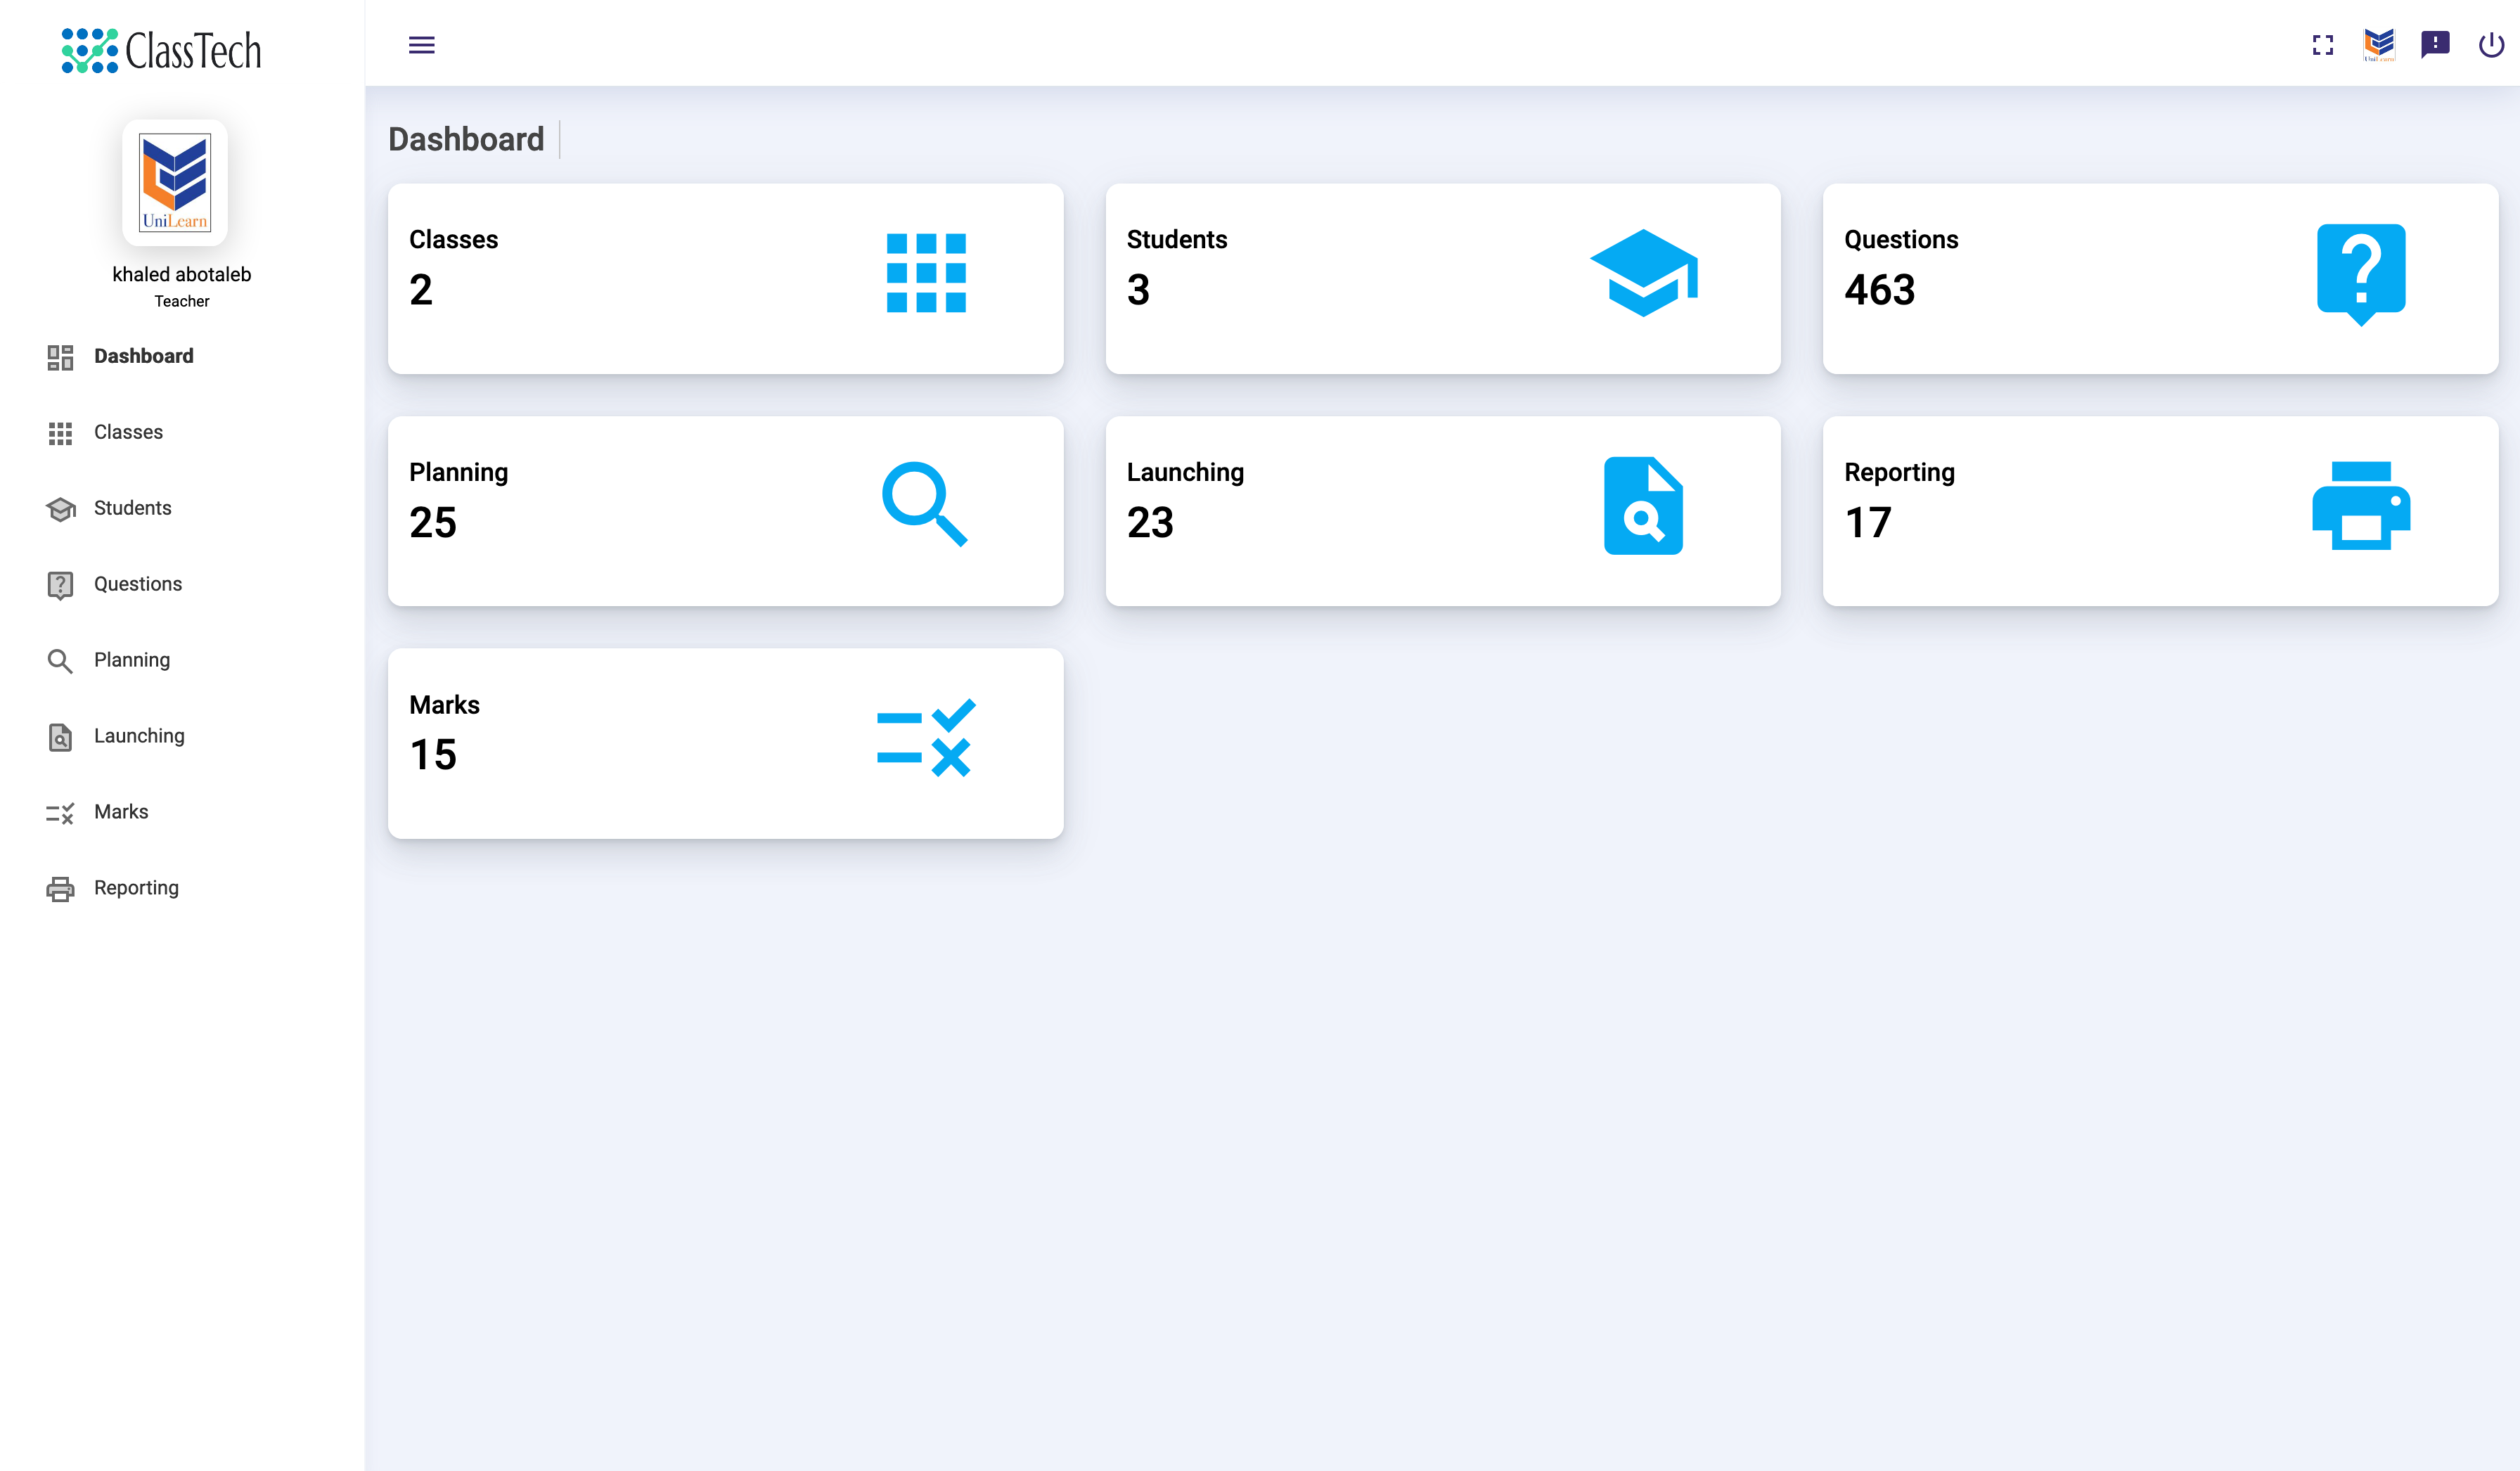 ClassTech
UniLearn
khaled abotaleb
Teacher
Dashboard
Classes
Students
Questions
Planning
Launching
Marks
Reporting
UniLearn
Dashboard
Classes
2
Students
3
Questions
463
Planning
25
Launching
23
Reporting
17
Marks
15